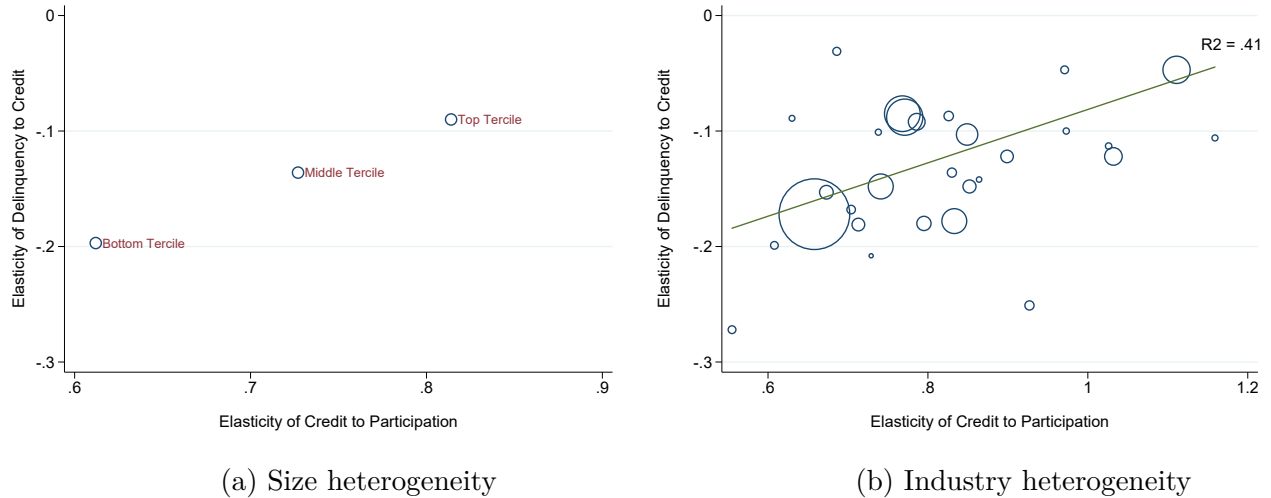 0
-.1
-.2
-.3
Elasticity of Delinquency to Credit
Top Tercile
Middle Tercile
Bottom Tercile
.6
.7
.8
.9
Elasticity of Credit to Participation
(a) Size heterogeneity
0
-.1
-.2
-.3
Elasticity of Delinquency to Credit
R2 = .41
.6
.8
1
1.2
Elasticity of Credit to Participation
(b) Industry heterogeneity